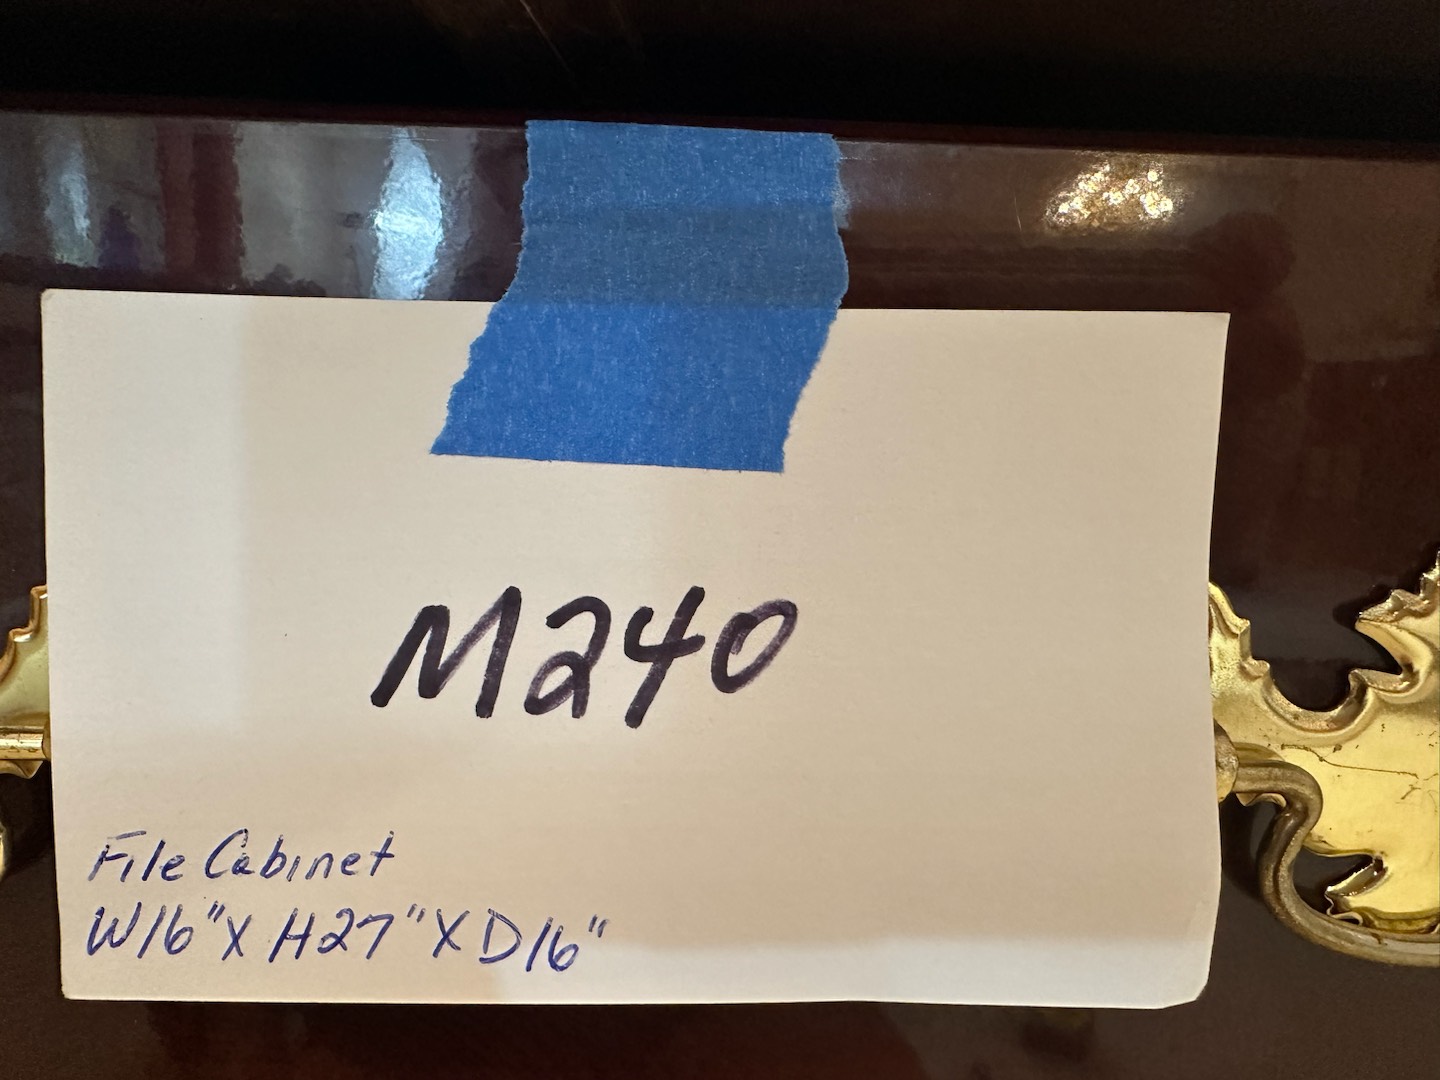 M240
File Cabinet
W16" X H27" X D16"